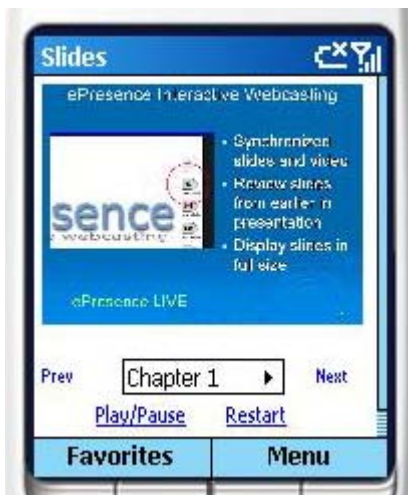 Slides
ePresence Interactive Webcasting
• Synchronized
slides and video
• Review slides
from earlier in
presentation
• Display slides in
full size
sence
webcasting
ePresence LIVE
Prev
Chapter 1
Next
Play/Pause
Restart
Favorites
Menu